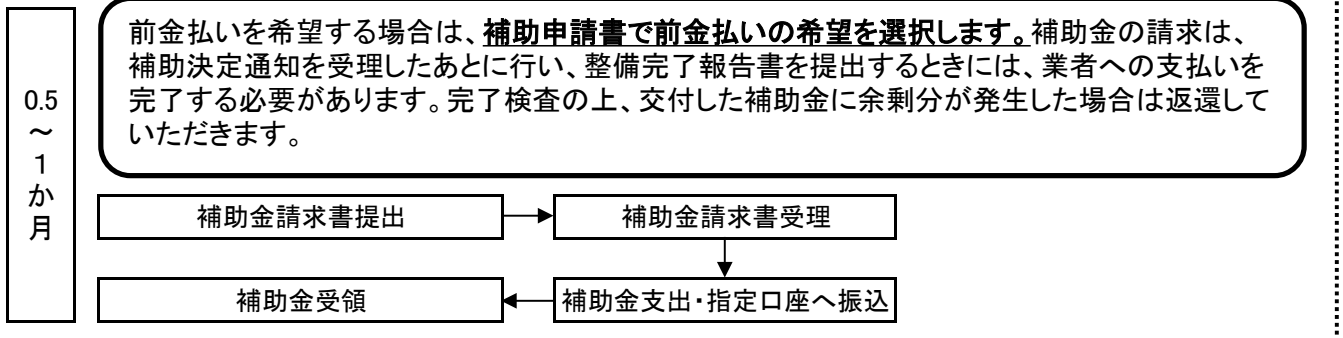 0.5
～
1
か
月
前金払いを希望する場合は、補助申請書で前金払いの希望を選択します。補助金の請求は、
補助決定通知を受理したあとに行い、整備完了報告書を提出するときには、業者への支払いを
完了する必要があります。完了検査の上、交付した補助金に余剰分が発生した場合は返還して
いただきます。
補助金請求書提出
補助金請求書受理
補助金受領
補助金支出・指定口座へ振込